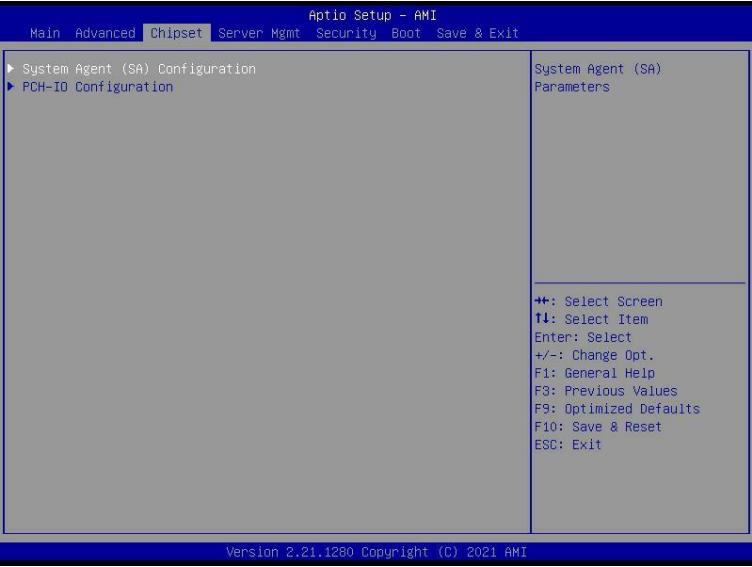 Aptio Setup – AMI
Main Advanced Chipset Server Mgmt Security Boot Save & Exit
▶ System Agent (SA) Configuration
▶ PCH-IO Configuration
System Agent (SA)
Parameters
→←: Select Screen
↑↓: Select Item
Enter: Select
+/-: Change Opt.
F1: General Help
F3: Previous Values
F9: Optimized Defaults
F10: Save & Reset
ESC: Exit
Version 2.21.1280 Copyright (C) 2021 AMI